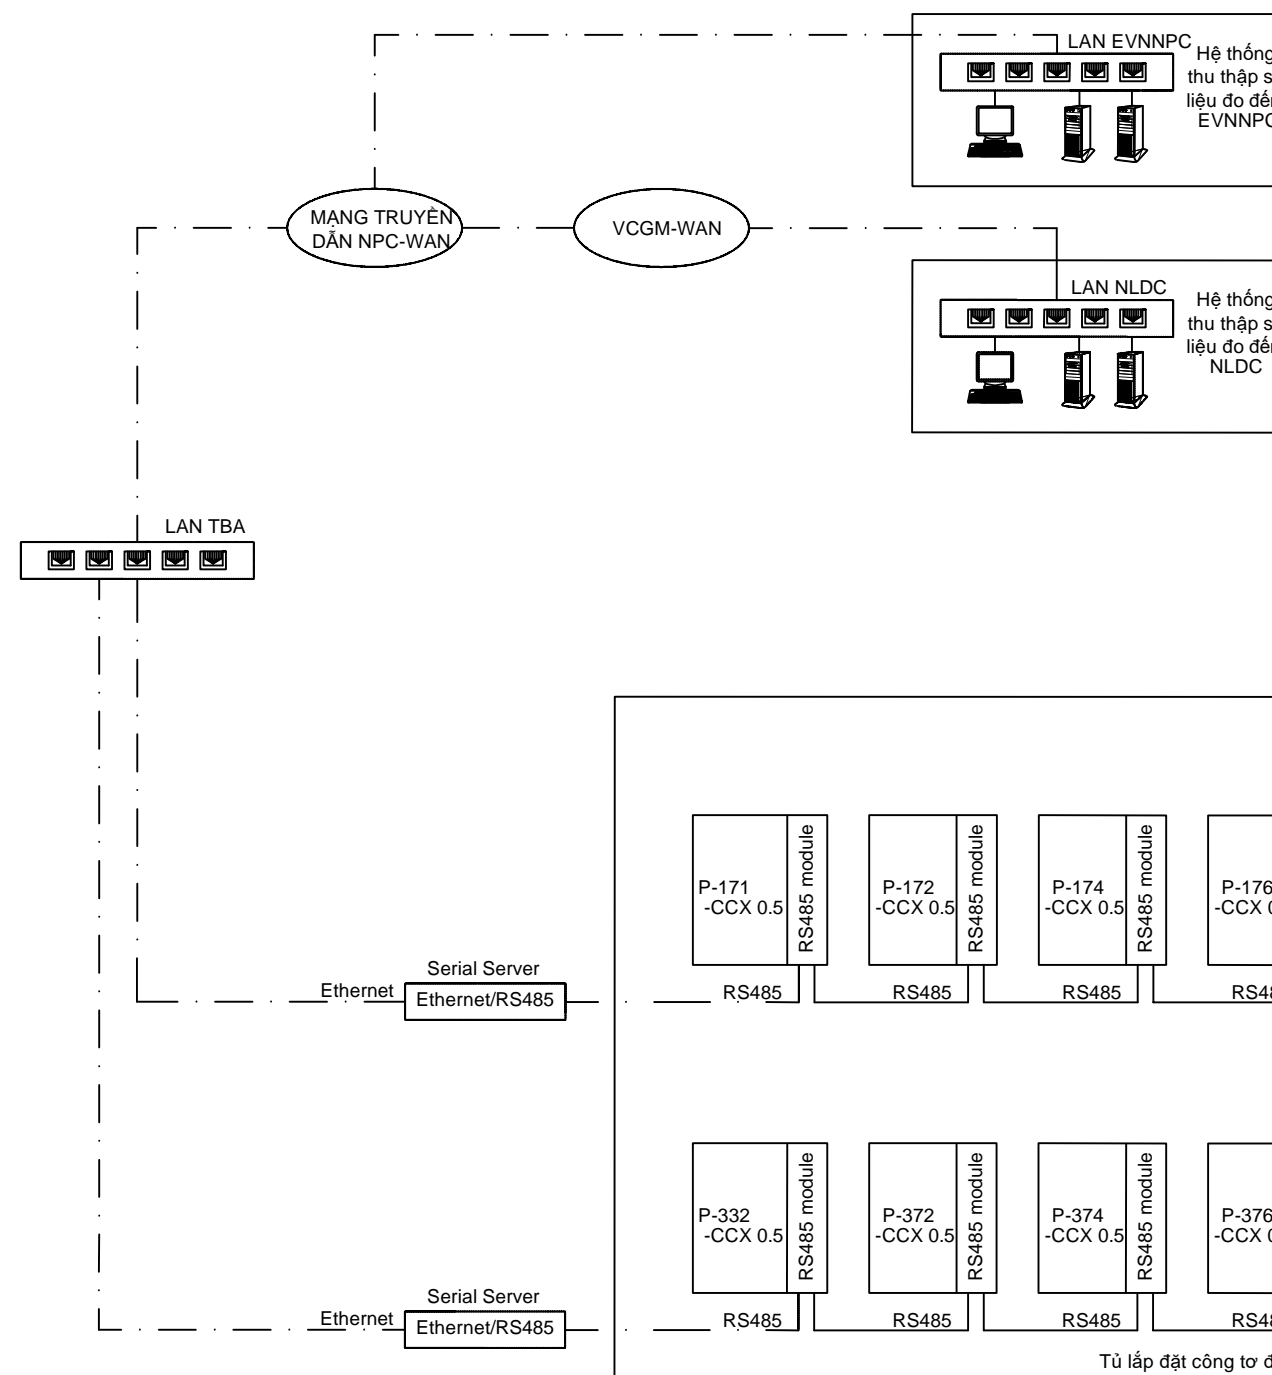 LAN EVNNPC
Hệ thống
thu thập
liệu đo
EVNNPC
MẠNG TRUYỀN
DẪN NPC-WAN
VCGM-WAN
LAN NLDC
Hệ thống
thu thập
liệu đo
NLDC
LAN TBA
P-171
-CCX 0.5
RS485 module
P-172
-CCX 0.5
RS485 module
P-174
-CCX 0.5
RS485 module
P-176
-CCX
Serial Server
Ethernet
Ethernet/RS485
RS485
RS485
RS485
P-332
-CCX 0.5
RS485 module
P-372
-CCX 0.5
RS485 module
P-374
-CCX 0.5
RS485 module
P-376
-CCX
Serial Server
Ethernet
Ethernet/RS485
RS485
RS485
RS485
Tủ lắp đặt công tơ